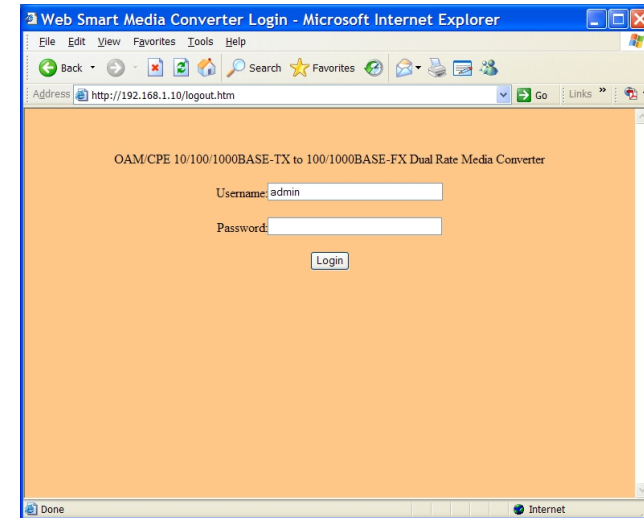 Web Smart Media Converter Login - Microsoft Internet Explorer
File Edit View Favorites Tools Help
Back Search Favorites
Address http://192.168.1.10/logout.htm Go Links »
OAM/CPE 10/100/1000BASE-TX to 100/1000BASE-FX Dual Rate Media Converter
Username: admin
Password:
Login
Done Internet